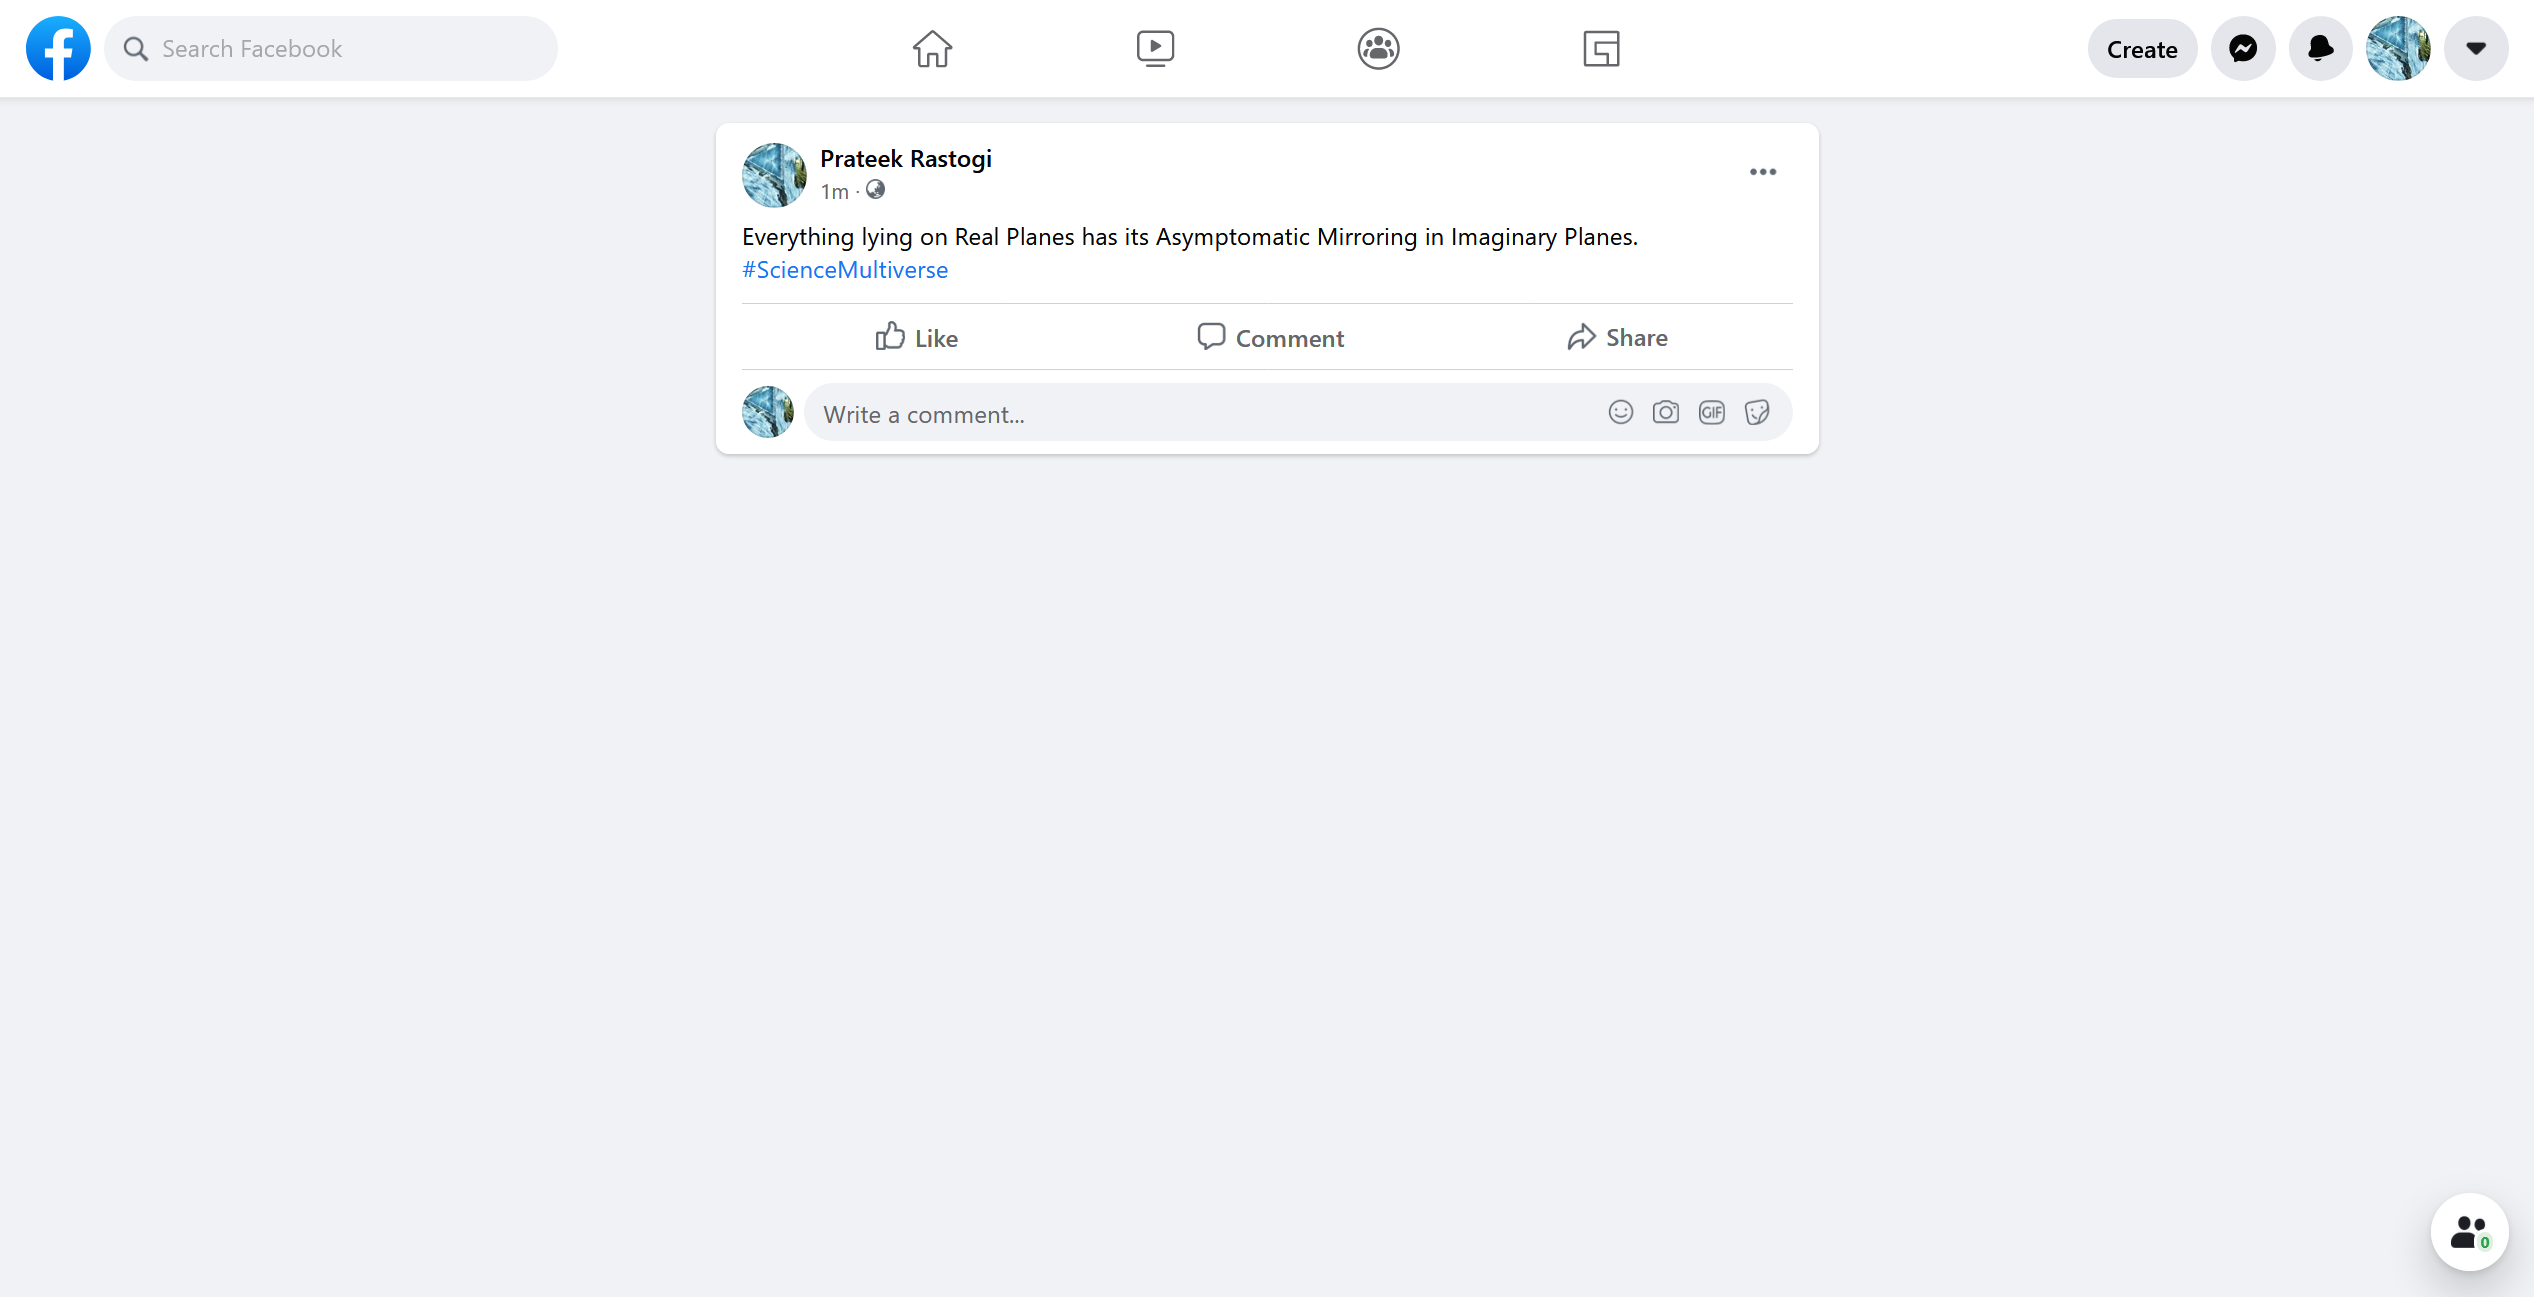 Search Facebook
Create
Prateek Rastogi
1m ·
Everything lying on Real Planes has its Asymptomatic Mirroring in Imaginary Planes.
#ScienceMultiverse
Like
Comment
Share
Write a comment...
GIF
0